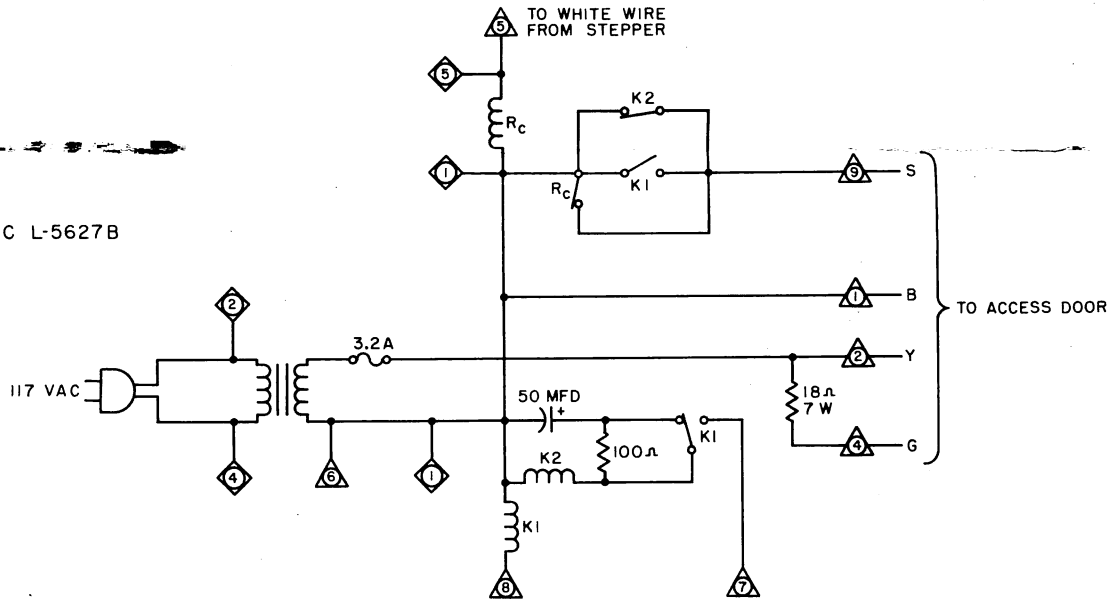 5
TO WHITE WIRE
FROM STEPPER
5
RC
K2
1
RC
K1
9
S
C L-5627B
2
1
B
TO ACCESS DOOR
3.2A
2
Y
117 VAC
50 MFD
+
18Ω
7 W
K1
100Ω
4
G
K2
4
6
1
K1
8
7